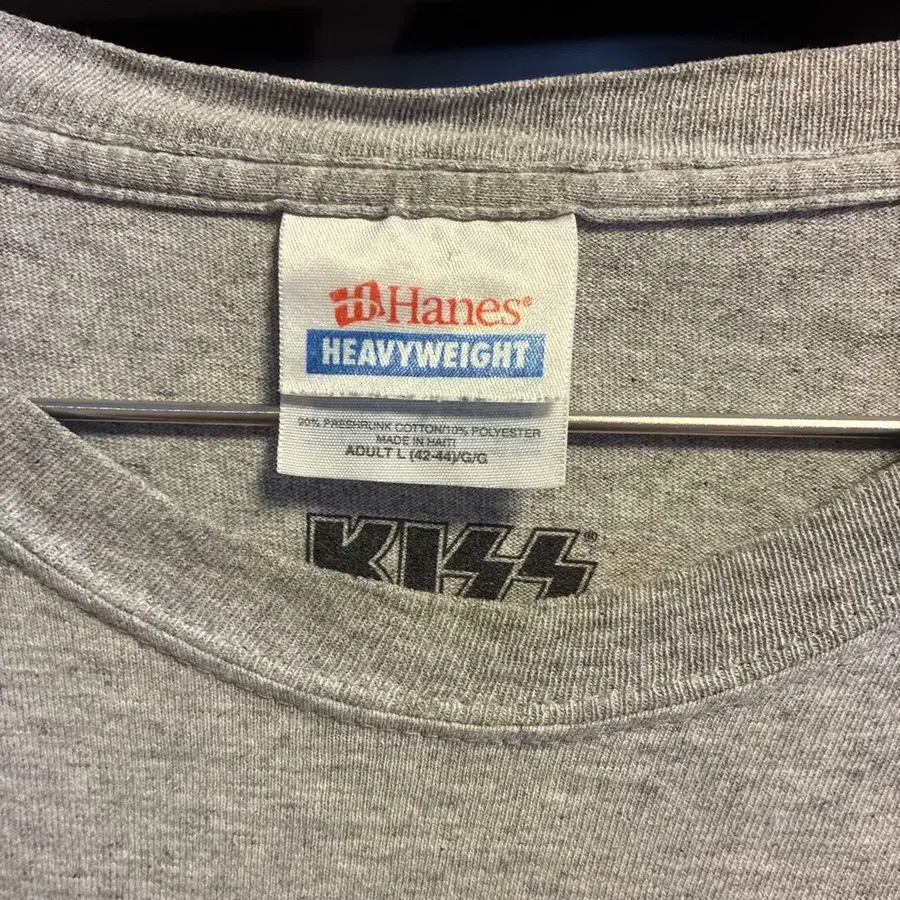 Hanes®
HEAVYWEIGHT
90% PRESHRUNK COTTON/10% POLYESTER
MADE IN HAITI
ADULT L (42-44)/G/G
KISS®